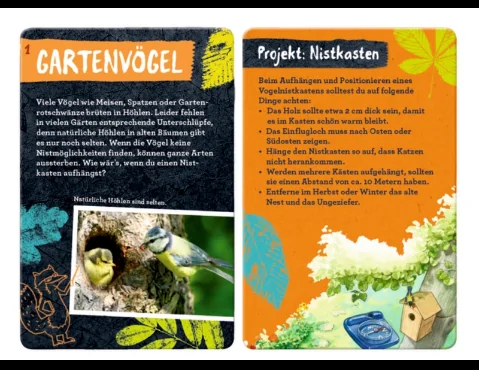 1
GARTENVÖGEL
Viele Vögel wie Meisen, Spatzen oder Garten-
rotschwänze brüten in Höhlen. Leider fehlen
in vielen Gärten entsprechende Unterschlüpfe,
denn natürliche Höhlen in alten Bäumen gibt
es nur noch selten. Wenn die Vögel keine
Nistmöglichkeiten finden, können ganze Arten
aussterben. Wie wär's, wenn du einen Nist-
kasten aufhängst?
Natürliche Höhlen sind selten.
Projekt: Nistkasten
Beim Aufhängen und Positionieren eines
Vogelnistkastens solltest du auf folgende
Dinge achten:
• Das Holz sollte etwa 2 cm dick sein, damit
es im Kasten schön warm bleibt.
• Das Einflugloch muss nach Osten oder
Südosten zeigen.
• Hänge den Nistkasten so auf, dass Katzen
nicht herankommen.
• Werden mehrere Kästen aufgehängt, sollten
sie einen Abstand von ca. 10 Metern haben.
• Entferne im Herbst oder Winter das alte
Nest und das Ungeziefer.